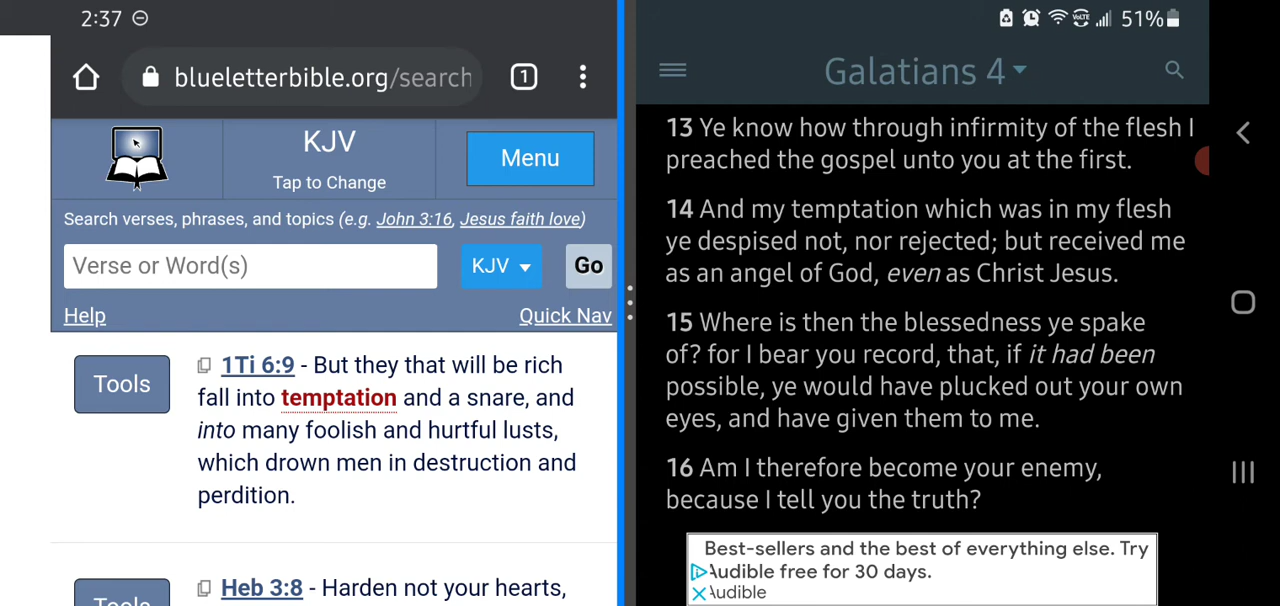 2:37
blueletterbible.org/search
1
KJV
Tap to Change
Menu
Search verses, phrases, and topics (e.g. John 3:16, Jesus faith love)
Verse or Word(s)
KJV
Go
Help
Quick Nav
Tools
1Ti 6:9 - But they that will be rich
fall into temptation and a snare, and
into many foolish and hurtful lusts,
which drown men in destruction and
perdition.
Tools
Heb 3:8 - Harden not your hearts,
51%
Galatians 4
13 Ye know how through infirmity of the flesh I
preached the gospel unto you at the first.
14 And my temptation which was in my flesh
ye despised not, nor rejected; but received me
as an angel of God, even as Christ Jesus.
15 Where is then the blessedness ye spake
of? for I bear you record, that, if it had been
possible, ye would have plucked out your own
eyes, and have given them to me.
16 Am I therefore become your enemy,
because I tell you the truth?
Best-sellers and the best of everything else. Try
Audible free for 30 days.
Audible